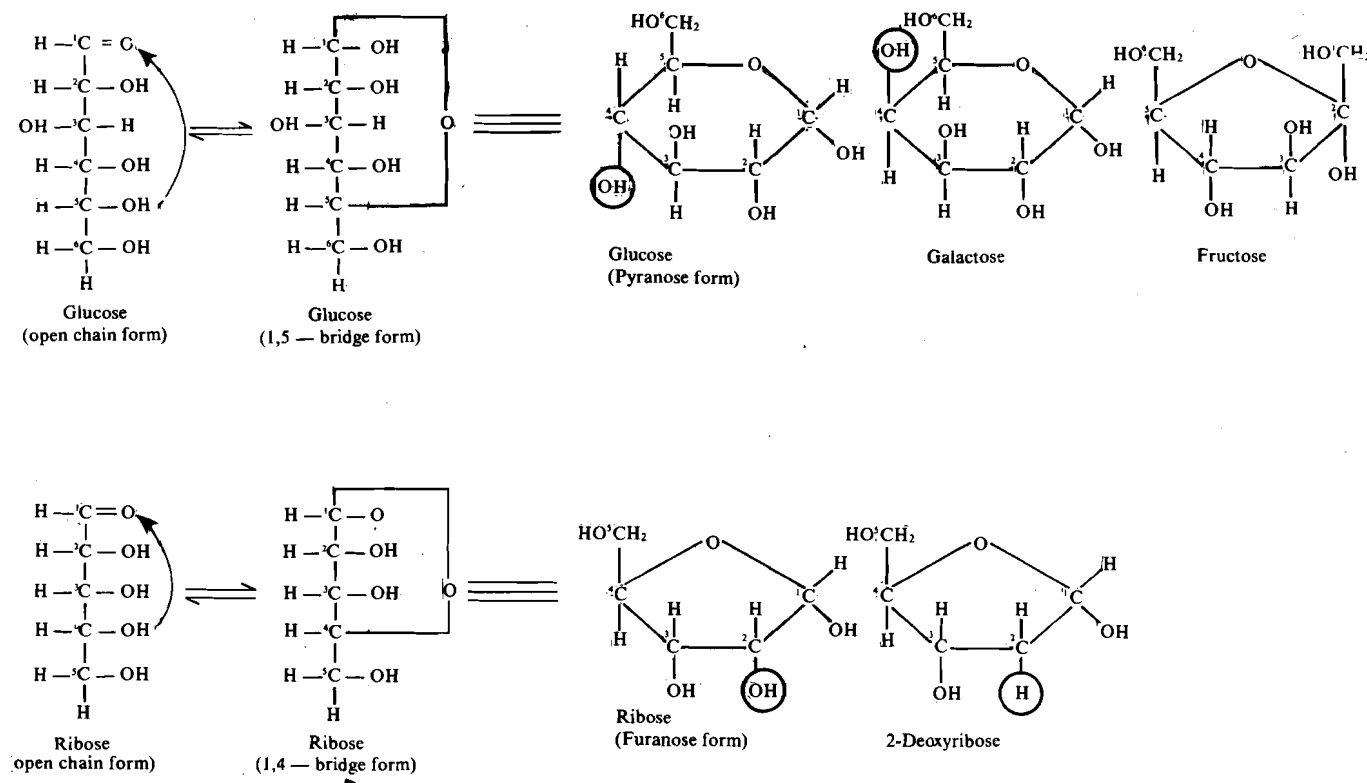 H —¹C = O
H —²C — OH
OH —³C — H
H —⁴C — OH
H —⁵C — OH
H —⁶C — OH
H
Glucose
(open chain form)
H —¹C — OH
H —²C — OH
OH —³C — H
H —⁴C — OH
H —⁵C
H —⁶C — OH
H
O
Glucose
(1,5 — bridge form)
HO⁶CH₂
H ⁵C O H
⁴C H ¹C
OH H OH
OH ³C ²C
H OH
Glucose
(Pyranose form)
HO⁶CH₂
OH ⁵C O H
⁴C H ¹C
OH H OH
H ³C ²C
H OH
Galactose
HO⁶CH₂ O HO¹CH₂
⁵C ²C
H H OH OH
⁴C ³C
OH H
Fructose
H —¹C = O
H —²C — OH
H —³C — OH
H —⁴C — OH
H —⁵C — OH
H
Ribose
(open chain form)
H —¹C — O
H —²C — OH
H —³C — OH
H —⁴C
H —⁵C — OH
H
O
Ribose
(1,4 — bridge form)
HO⁵CH₂ O H
⁴C ¹C
H H H OH
³C ²C
OH OH
Ribose
(Furanose form)
HO⁵CH₂ O H
⁴C ¹C
H H H OH
³C ²C
OH H
2-Deoxyribose